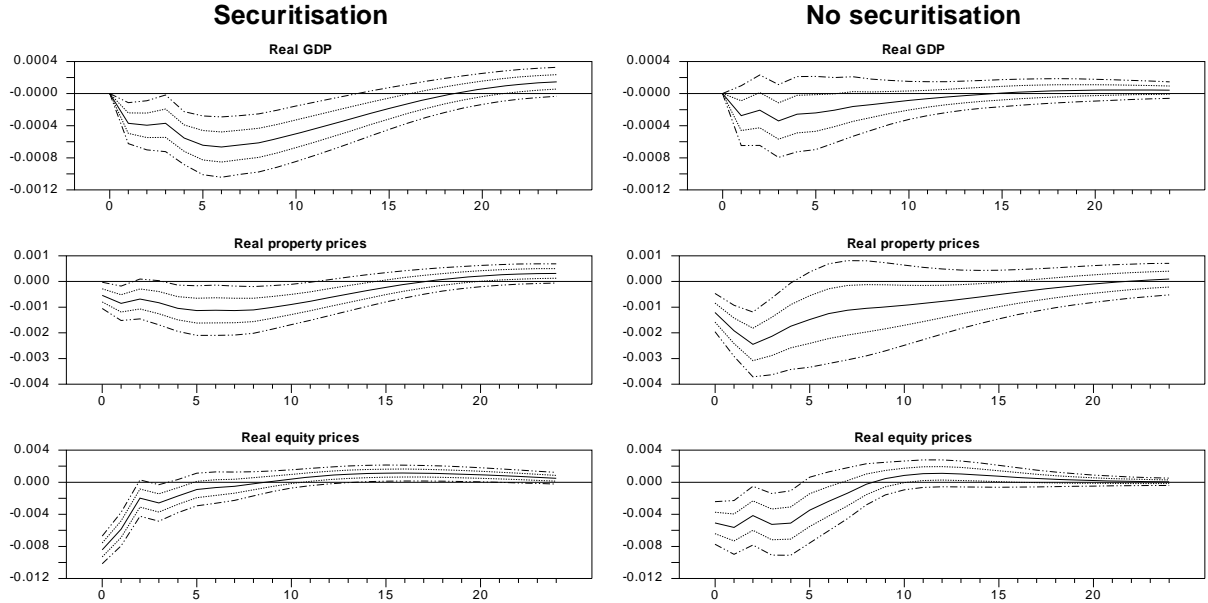 Securitisation
No securitisation
Real GDP
0.0004
-0.0000
-0.0004
-0.0008
-0.0012
0 5 10 15 20
Real GDP
0.0004
-0.0000
-0.0004
-0.0008
-0.0012
0 5 10 15 20
Real property prices
0.001
0.000
-0.001
-0.002
-0.003
-0.004
0 5 10 15 20
Real property prices
0.001
0.000
-0.001
-0.002
-0.003
-0.004
0 5 10 15 20
Real equity prices
0.004
0.000
-0.004
-0.008
-0.012
0 5 10 15 20
Real equity prices
0.004
0.000
-0.004
-0.008
-0.012
0 5 10 15 20